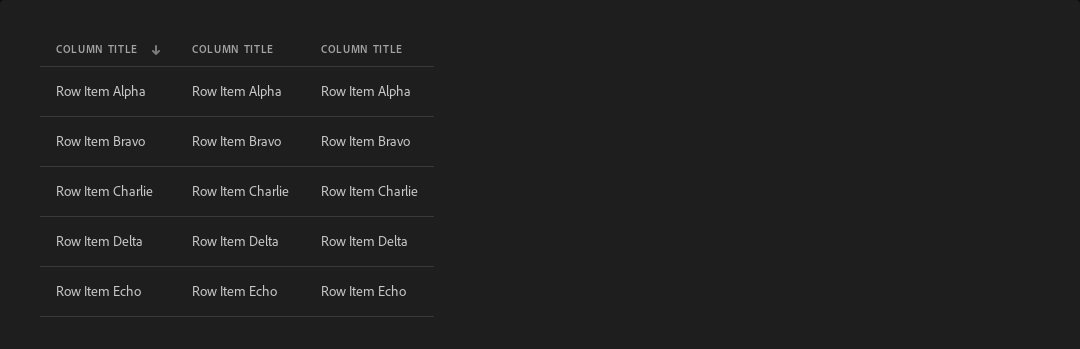 COLUMN TITLE COLUMN TITLE COLUMN TITLE
Row Item Alpha Row Item Alpha Row Item Alpha
Row Item Bravo Row Item Bravo Row Item Bravo
Row Item Charlie Row Item Charlie Row Item Charlie
Row Item Delta Row Item Delta Row Item Delta
Row Item Echo Row Item Echo Row Item Echo